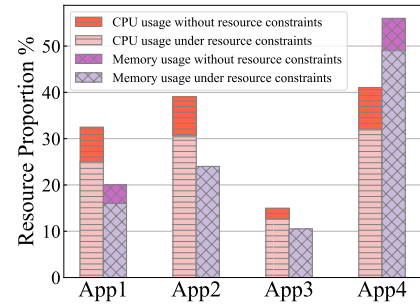 CPU usage without resource constraints
CPU usage under resource constraints
Memory usage without resource constraints
Memory usage under resource constraints
Resource Proportion %
50
40
30
20
10
0
App1 App2 App3 App4